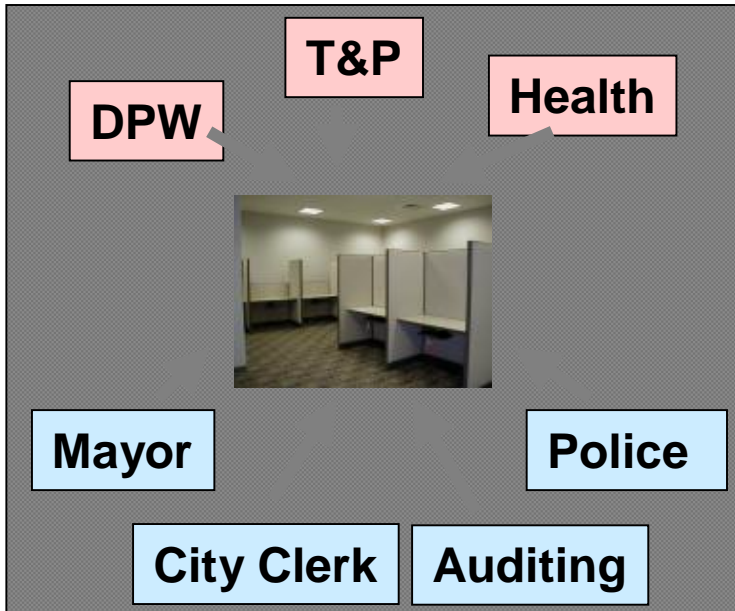 T&P
DPW
Health
Mayor
Police
City Clerk
Auditing